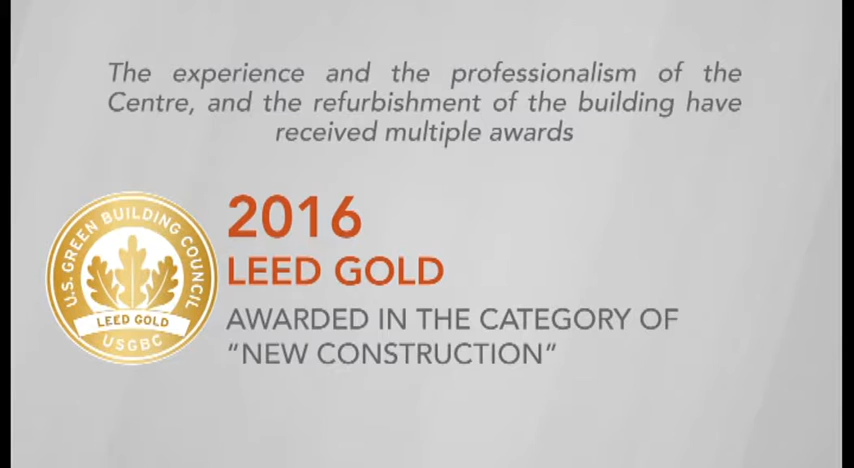 The experience and the professionalism of the
Centre, and the refurbishment of the building have
received multiple awards
2016
LEED GOLD
AWARDED IN THE CATEGORY OF
“NEW CONSTRUCTION”
U.S. GREEN BUILDING COUNCIL
LEED GOLD
USGBC